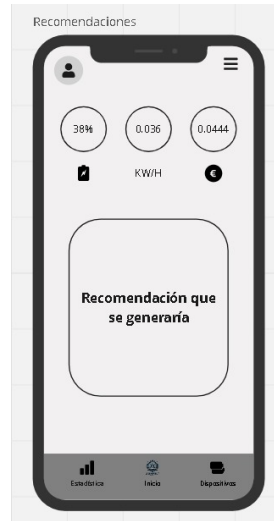 Recomendaciones
38%
0.036
0.0444
KW/H
€
Recomendación que
se generaría
Estadística
Inicio
Dispositivos